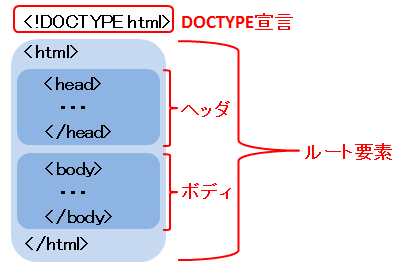 <!DOCTYPE html> DOCTYPE宣言
<html>
<head>
...
</head>
ヘッダ
<body>
...
</body>
ボディ
</html>
ルート要素